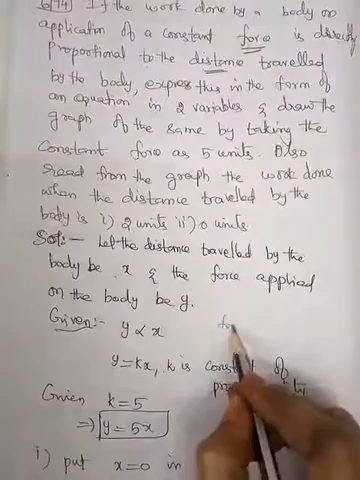 6(74) If the work done by a body on
application of a constant force is directly
proportional to the distance travelled
by the body, express this in the form of
an equation in 2 variables & draw the
graph of the same by taking the
constant force as 5 units. Also
read from the graph the work done
when the distance travelled by the
body is i) 2 units ii) 0 units.
Sol:- Let the distance travelled by the
body be x & the force applied
on the body be y.
Given:- y ∝ x fo
y = kx, k is constant of
Given k = 5
⇒ y = 5x
i) put x = 0 in